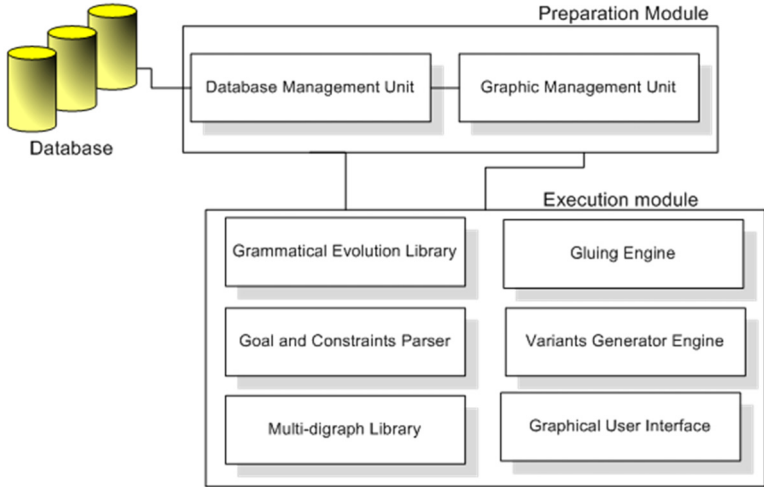 Preparation Module
Database Management Unit
Graphic Management Unit
Database
Execution module
Grammatical Evolution Library
Gluing Engine
Goal and Constraints Parser
Variants Generator Engine
Multi-digraph Library
Graphical User Interface